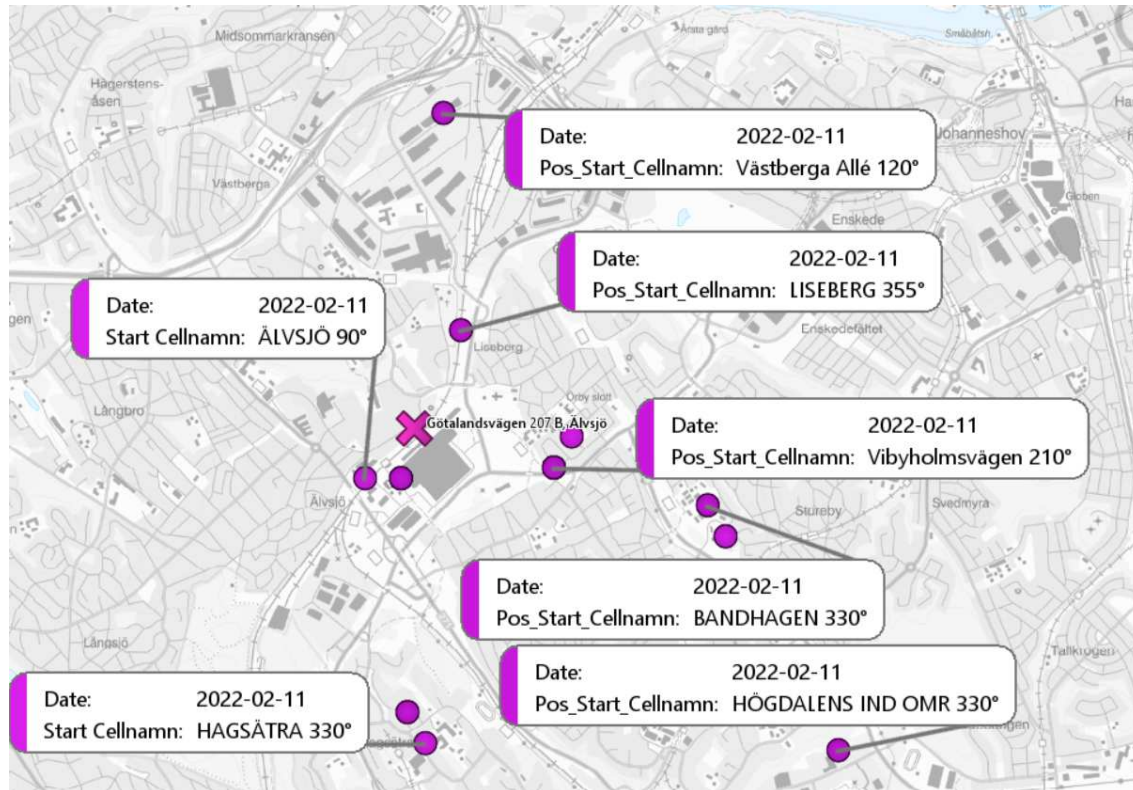 Årsta gård
Småbåtsh.
Midsommarkransén
Hägerstens-
åsen
Date: 2022-02-11
Pos_Start_Cellnamn: Västberga Allé 120°
Johanneshov
Västberga
Globen
Enskede
Date: 2022-02-11
Pos_Start_Cellnamn: LISEBERG 355°
Date: 2022-02-11
Start Cellnamn: ÄLVSJÖ 90°
Enskedefältet
Liseberg
Långbro
Örby slott
Götalandsvägen 207 B, Älvsjö
Date: 2022-02-11
Pos_Start_Cellnamn: Vibyholmsvägen 210°
Älvsjö
Stureby
Svedmyra
Date: 2022-02-11
Pos_Start_Cellnamn: BANDHAGEN 330°
Långsjö
Tallkrogen
Date: 2022-02-11
Pos_Start_Cellnamn: HÖGDALENS IND OMR 330°
Date: 2022-02-11
Start Cellnamn: HAGSÄTRA 330°